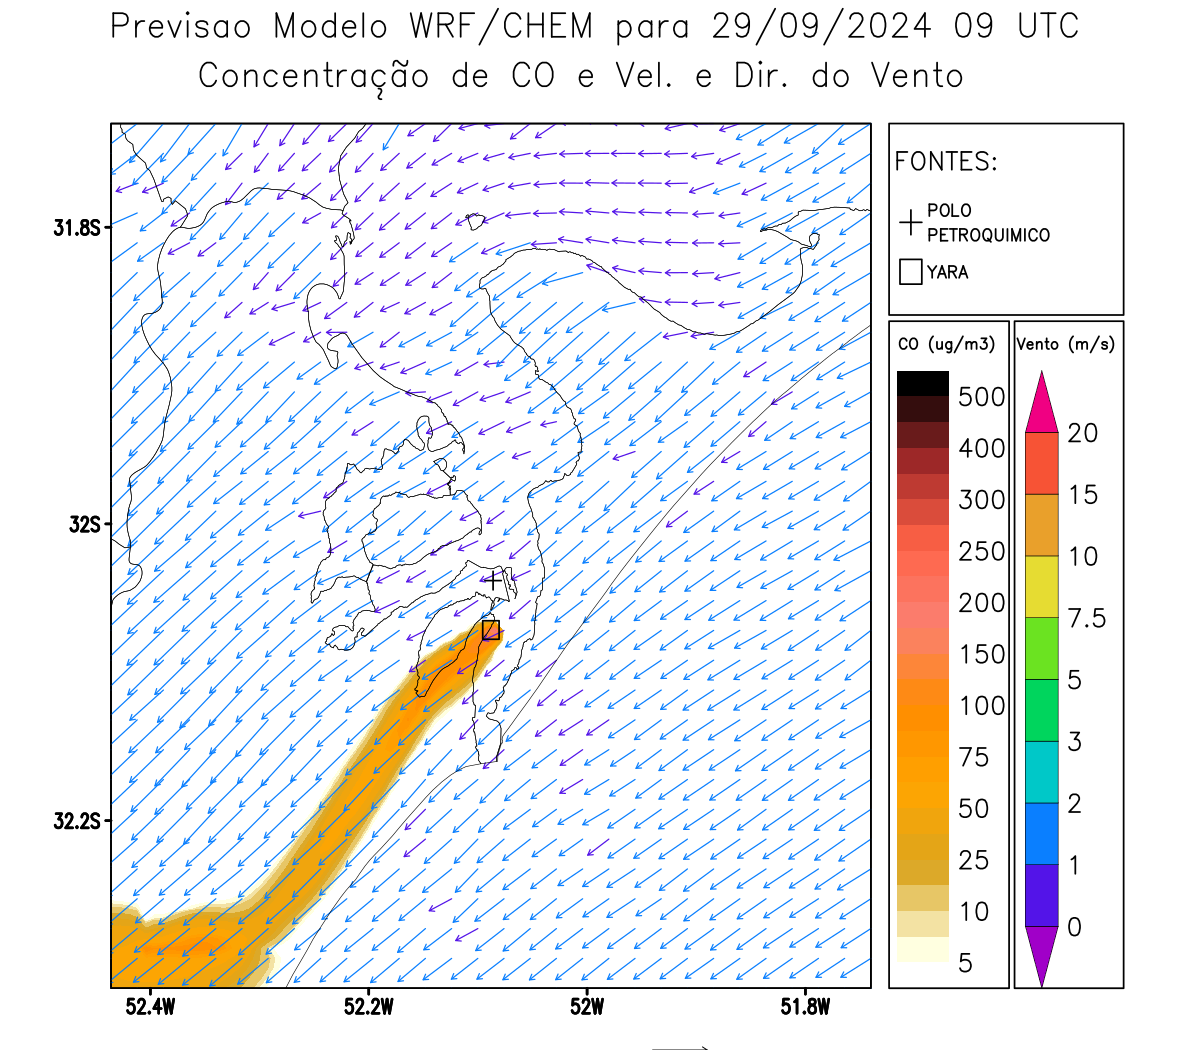 Previsao Modelo WRF/CHEM para 29/09/2024 09 UTC
Concentração de CO e Vel. e Dir. do Vento
FONTES:
POLO
PETROQUIMICO
YARA
CO (ug/m3)
500
400
300
250
200
150
100
75
50
25
10
5
Vento (m/s)
20
15
10
7.5
5
3
2
1
0
31.8S
32S
32.2S
52.4W
52.2W
52W
51.8W